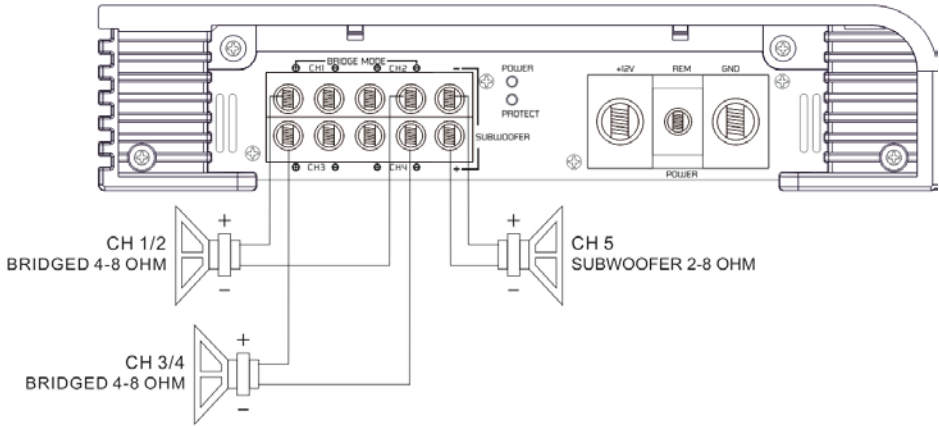 BRIDGE MODE
⊕ CH1 ⊖ ⊕ CH2 ⊖ -
POWER
PROTECT
SUBWOOFER
⊕ CH3 ⊖ ⊕ CH4 ⊖ +
+12V REM GND
POWER
CH 1/2
BRIDGED 4-8 OHM
+
-
CH 5
SUBWOOFER 2-8 OHM
+
-
CH 3/4
BRIDGED 4-8 OHM
+
-